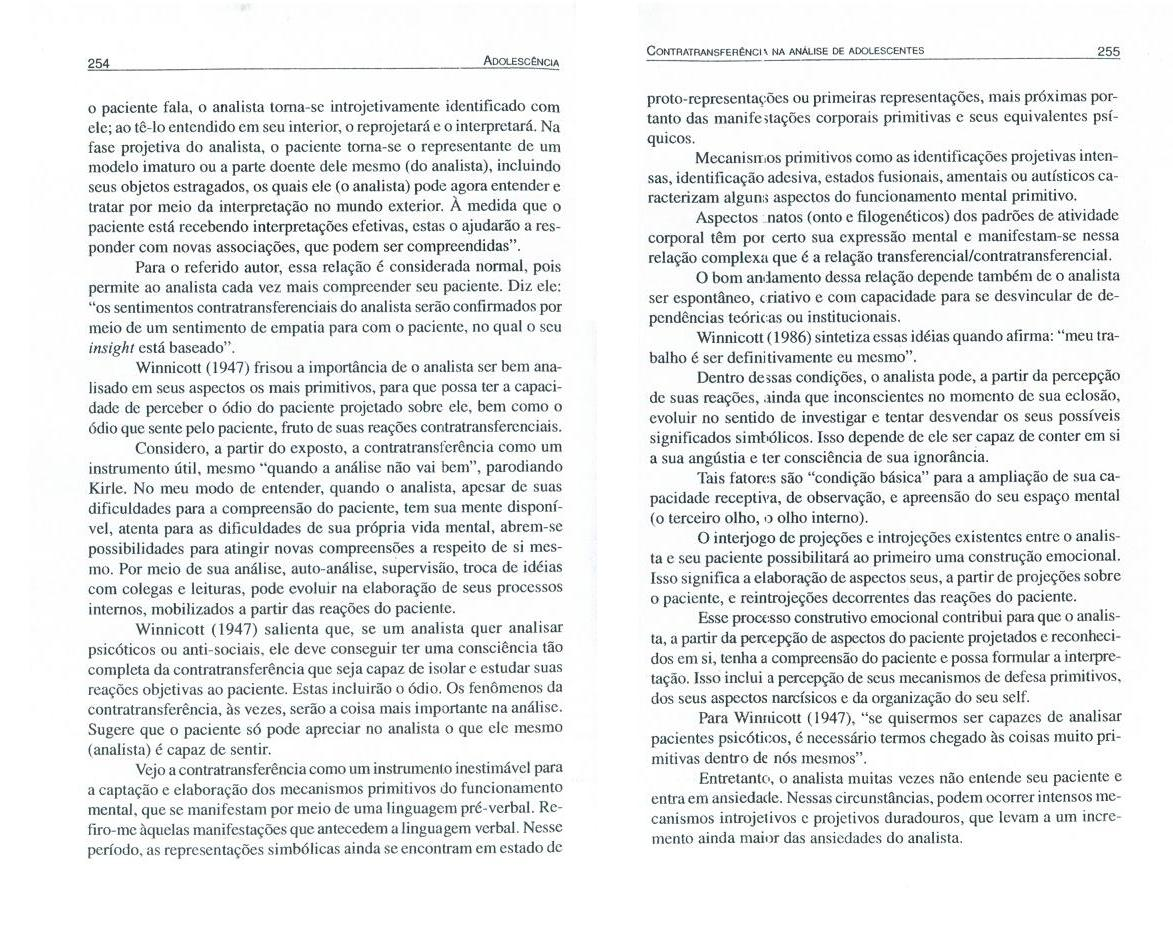 254 ADOLESCÊNCIA
o paciente fala, o analista torna-se introjetivamente identificado com
ele; ao tê-lo entendido em seu interior, o reprojetará e o interpretará. Na
fase projetiva do analista, o paciente torna-se o representante de um
modelo imaturo ou a parte doente dele mesmo (do analista), incluindo
seus objetos estragados, os quais ele (o analista) pode agora entender e
tratar por meio da interpretação no mundo exterior. À medida que o
paciente está recebendo interpretações efetivas, estas o ajudarão a res-
ponder com novas associações, que podem ser compreendidas”.
Para o referido autor, essa relação é considerada normal, pois
permite ao analista cada vez mais compreender seu paciente. Diz ele:
“os sentimentos contratransferenciais do analista serão confirmados por
meio de um sentimento de empatia para com o paciente, no qual o seu
insight está baseado”.
Winnicott (1947) frisou a importância de o analista ser bem ana-
lisado em seus aspectos os mais primitivos, para que possa ter a capaci-
dade de perceber o ódio do paciente projetado sobre ele, bem como o
ódio que sente pelo paciente, fruto de suas reações contratransferenciais.
Considero, a partir do exposto, a contratransferência como um
instrumento útil, mesmo “quando a análise não vai bem”, parodiando
Kirle. No meu modo de entender, quando o analista, apesar de suas
dificuldades para a compreensão do paciente, tem sua mente disponí-
vel, atenta para as dificuldades de sua própria vida mental, abrem-se
possibilidades para atingir novas compreensões a respeito de si mes-
mo. Por meio de sua análise, auto-análise, supervisão, troca de idéias
com colegas e leituras, pode evoluir na elaboração de seus processos
internos, mobilizados a partir das reações do paciente.
Winnicott (1947) salienta que, se um analista quer analisar
psicóticos ou anti-sociais, ele deve conseguir ter uma consciência tão
completa da contratransferência que seja capaz de isolar e estudar suas
reações objetivas ao paciente. Estas incluirão o ódio. Os fenômenos da
contratransferência, às vezes, serão a coisa mais importante na análise.
Sugere que o paciente só pode apreciar no analista o que ele mesmo
(analista) é capaz de sentir.
Vejo a contratransferência como um instrumento inestimável para
a captação e elaboração dos mecanismos primitivos do funcionamento
mental, que se manifestam por meio de uma linguagem pré-verbal. Re-
firo-me àquelas manifestações que antecedem a linguagem verbal. Nesse
período, as representações simbólicas ainda se encontram em estado de
CONTRATRANSFERÊNCIA NA ANÁLISE DE ADOLESCENTES 255
proto-representações ou primeiras representações, mais próximas por-
tanto das manifestações corporais primitivas e seus equivalentes psí-
quicos.
Mecanismos primitivos como as identificações projetivas inten-
sas, identificação adesiva, estados fusionais, amentais ou autísticos ca-
racterizam alguns aspectos do funcionamento mental primitivo.
Aspectos inatos (onto e filogenéticos) dos padrões de atividade
corporal têm por certo sua expressão mental e manifestam-se nessa
relação complexa que é a relação transferencial/contratransferencial.
O bom andamento dessa relação depende também de o analista
ser espontâneo, criativo e com capacidade para se desvincular de de-
pendências teóricas ou institucionais.
Winnicott (1986) sintetiza essas idéias quando afirma: “meu tra-
balho é ser definitivamente eu mesmo”.
Dentro dessas condições, o analista pode, a partir da percepção
de suas reações, ainda que inconscientes no momento de sua eclosão,
evoluir no sentido de investigar e tentar desvendar os seus possíveis
significados simbólicos. Isso depende de ele ser capaz de conter em si
a sua angústia e ter consciência de sua ignorância.
Tais fatores são “condição básica” para a ampliação de sua ca-
pacidade receptiva, de observação, e apreensão do seu espaço mental
(o terceiro olho, o olho interno).
O interjogo de projeções e introjeções existentes entre o analis-
ta e seu paciente possibilitará ao primeiro uma construção emocional.
Isso significa a elaboração de aspectos seus, a partir de projeções sobre
o paciente, e reintrojeções decorrentes das reações do paciente.
Esse processo construtivo emocional contribui para que o analis-
ta, a partir da percepção de aspectos do paciente projetados e reconheci-
dos em si, tenha a compreensão do paciente e possa formular a interpre-
tação. Isso inclui a percepção de seus mecanismos de defesa primitivos,
dos seus aspectos narcísicos e da organização do seu self.
Para Winnicott (1947), “se quisermos ser capazes de analisar
pacientes psicóticos, é necessário termos chegado às coisas muito pri-
mitivas dentro de nós mesmos”.
Entretanto, o analista muitas vezes não entende seu paciente e
entra em ansiedade. Nessas circunstâncias, podem ocorrer intensos me-
canismos introjetivos e projetivos duradouros, que levam a um incre-
mento ainda maior das ansiedades do analista.